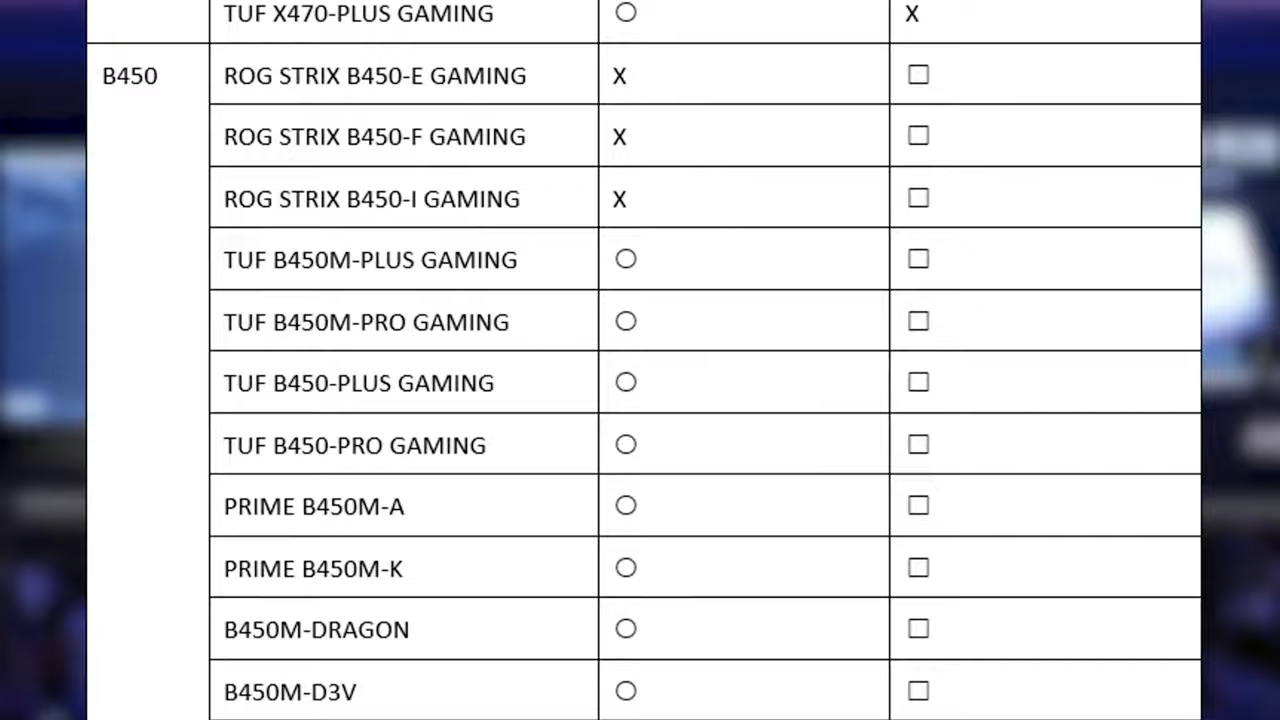 TUF X470-PLUS GAMING ○ X
B450 ROG STRIX B450-E GAMING X □
ROG STRIX B450-F GAMING X □
ROG STRIX B450-I GAMING X □
TUF B450M-PLUS GAMING ○ □
TUF B450M-PRO GAMING ○ □
TUF B450-PLUS GAMING ○ □
TUF B450-PRO GAMING ○ □
PRIME B450M-A ○ □
PRIME B450M-K ○ □
B450M-DRAGON ○ □
B450M-D3V ○ □